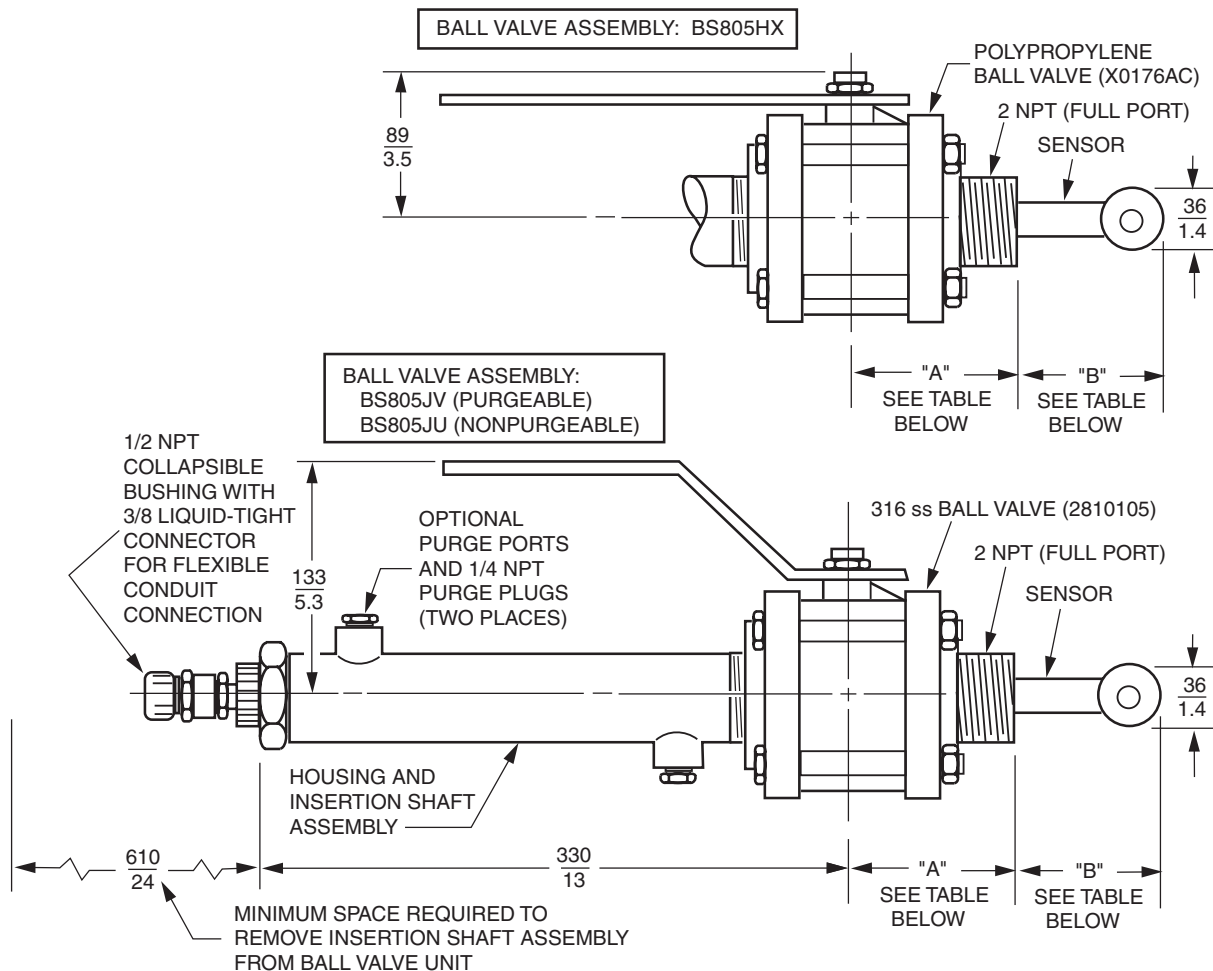 BALL VALVE ASSEMBLY: BS805HX
POLYPROPYLENE
BALL VALVE (X0176AC)
2 NPT (FULL PORT)
SENSOR
89
3.5
36
1.4
"A"
SEE TABLE
BELOW
"B"
SEE TABLE
BELOW
BALL VALVE ASSEMBLY:
BS805JV (PURGEABLE)
BS805JU (NONPURGEABLE)
1/2 NPT
COLLAPSIBLE
BUSHING WITH
3/8 LIQUID-TIGHT
CONNECTOR
FOR FLEXIBLE
CONDUIT
CONNECTION
133
5.3
OPTIONAL
PURGE PORTS
AND 1/4 NPT
PURGE PLUGS
(TWO PLACES)
316 ss BALL VALVE (2810105)
2 NPT (FULL PORT)
SENSOR
36
1.4
HOUSING AND
INSERTION SHAFT
ASSEMBLY
610
24
330
13
"A"
SEE TABLE
BELOW
"B"
SEE TABLE
BELOW
MINIMUM SPACE REQUIRED TO
REMOVE INSERTION SHAFT ASSEMBLY
FROM BALL VALVE UNIT